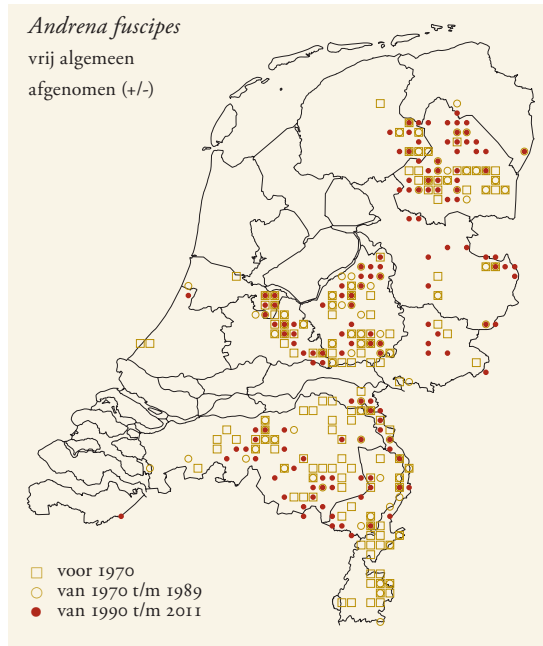 Andrena fuscipes
vrij algemeen
afgenomen (+/-)
voor 1970
van 1970 t/m 1989
van 1990 t/m 2011